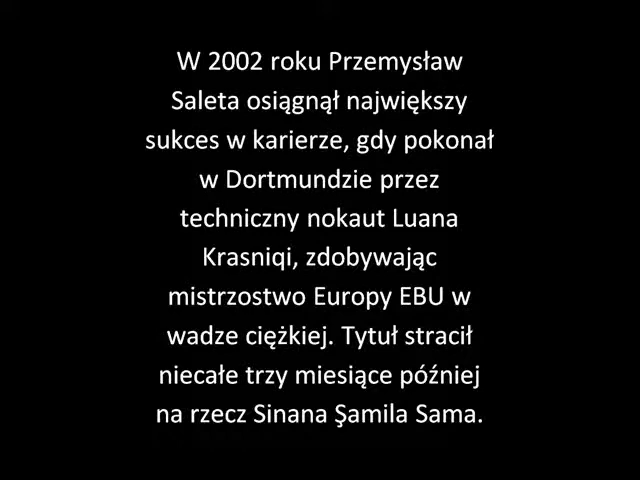 W 2002 roku Przemysław
Saleta osiągnął największy
sukces w karierze, gdy pokonał
w Dortmundzie przez
techniczny nokaut Luana
Krasniqi, zdobywając
mistrzostwo Europy EBU w
wadze ciężkiej. Tytuł stracił
niecałe trzy miesiące później
na rzecz Sinana Şamila Sama.